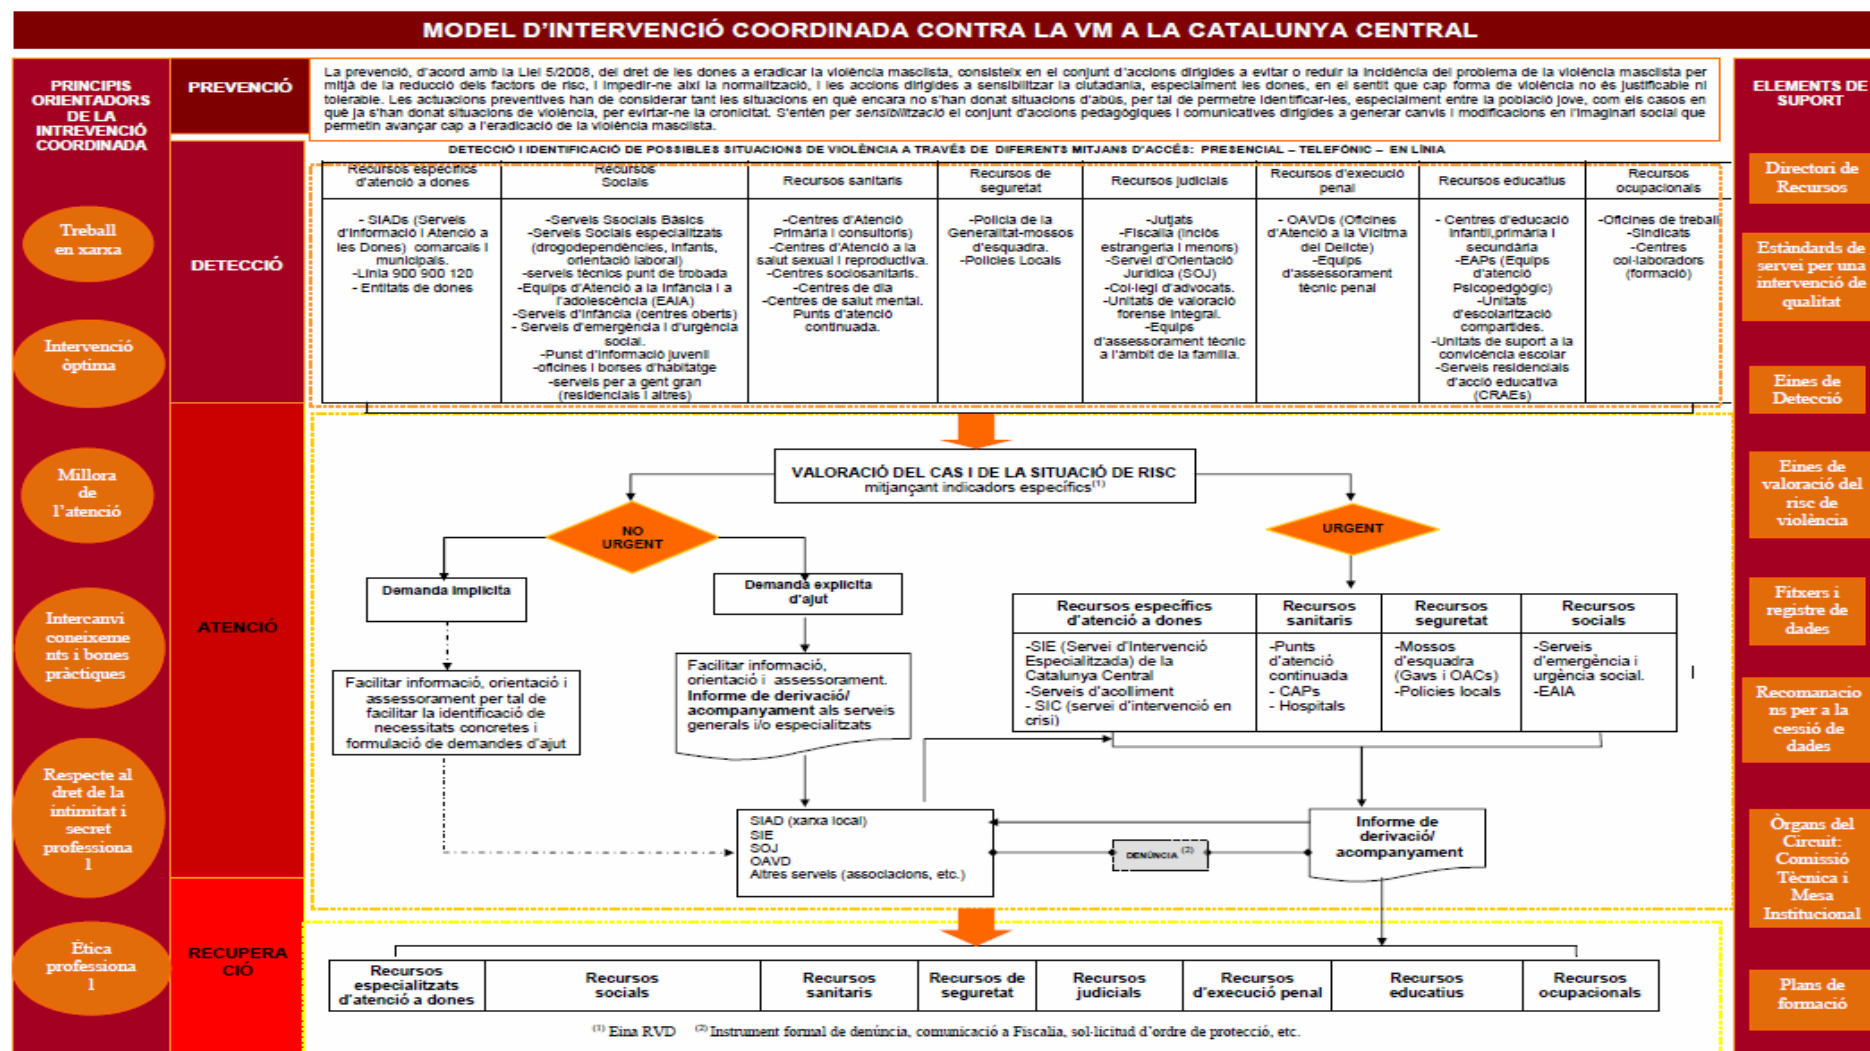 MODEL D'INTERVENCIÓ COORDINADA CONTRA LA VM A LA CATALUNYA CENTRAL
PRINCIPIS
ORIENTADORS
DE LA
INTREVENCIÓ
COORDINADA
Treball
en xarxa
Intervenció
òptima
Millora
de
l'atenció
Intercanvi
coneixeme
nts i bones
pràctiques
Respecte al
dret de la
intimitat i
secret
professiona
l
Ètica
professiona
l
PREVENCIÓ
La prevenció, d'acord amb la Llei 5/2008, del dret de les dones a eradicar la violència masclista, consisteix en el conjunt d'accions dirigides a evitar o reduir la incidència del problema de la violència masclista per
mitjà de la reducció dels factors de risc, i impedir-ne així la normalització, i les accions dirigides a sensibilitzar la ciutadania, especialment les dones, en el sentit que cap forma de violència no és justificable ni
tolerable. Les actuacions preventives han de considerar tant les situacions en què encara no s'han donat situacions d'abús, per tal de permetre identificar-les, especialment entre la població jove, com els casos en
què ja s'han donat situacions de violència, per evirtar-ne la cronicitat. S'entén per sensibilització el conjunt d'accions pedagògiques i comunicatives dirigides a generar canvis i modificacions en l'imaginari social que
permetin avançar cap a l'eradicació de la violència masclista.
DETECCIÓ
DETECCIÓ I IDENTIFICACIÓ DE POSSIBLES SITUACIONS DE VIOLÈNCIA A TRAVÉS DE DIFERENTS MITJANS D'ACCÉS: PRESENCIAL – TELEFÒNIC – EN LÍNIA
Recursos específics
d'atenció a dones
- SIADs (Serveis
d'Informació i Atenció a
les Dones) comarcals i
municipals.
-Línia 900 900 120
- Entitats de dones
Recursos
Socials
-Serveis Ssocials Bàsics
-Serveis Socials especialitzats
(drogodependències, infants,
orientació laboral)
-serveis tècnics punt de trobada
-Equips d'Atenció a la Infància i a
l'adolescència (EAIA)
-Serveis d'infància (centres oberts)
- Serveis d'emergència i d'urgència
social.
-Punst d'informació juvenil
-oficines i borses d'habitatge
-serveis per a gent gran
(residencials i altres)
Recursos sanitaris
-Centres d'Atenció
Primària i consultoris)
-Centres d'Atenció a la
salut sexual i reproductiva.
-Centres sociosanitaris.
-Centres de dia
-Centres de salut mental.
Punts d'atenció
continuada.
Recursos de
seguretat
-Policia de la
Generalitat-mossos
d'esquadra.
-Policies Locals
Recursos judicials
-Jutjats
-Fiscalia (inclòs
estrangeria i menors)
-Servei d'Orientació
Jurídica (SOJ)
-Col·legi d'advocats.
-Unitats de valoració
forense integral.
-Equips
d'assessorament tècnic
a l'àmbit de la família.
Recursos d'execució
penal
- OAVDs (Oficines
d'Atenció a la Víctima
del Delicte)
-Equips
d'assessorament
tècnic penal
Recursos educatius
- Centres d'educació
infantil,primària i
secundària
-EAPs (Equips
d'atenció
Psicopedgògic)
-Unitats
d'escolarització
compartides.
-Unitats de suport a la
convicència escolar
-Serveis residencials
d'acció educativa
(CRAEs)
Recursos
ocupacionals
-Oficines de treball
-Sindicats
-Centres
col·laboradors
(formació)
ATENCIÓ
VALORACIÓ DEL CAS I DE LA SITUACIÓ DE RISC
mitjançant indicadors específics(1)
NO
URGENT
URGENT
Demanda implícita
Demanda explícita
d'ajut
Facilitar informació, orientació i
assessorament per tal de
facilitar la identificació de
necessitats concretes i
formulació de demandes d'ajut
Facilitar informació,
orientació i assessorament.
Informe de derivació/
acompanyament als serveis
generals i/o especialitzats
Recursos específics
d'atenció a dones
-SIE (Servei d'Intervenció
Especialitzada) de la
Catalunya Central
-Serveis d'acolliment
- SIC (servei d'intervenció en
crisi)
Recursos
sanitaris
-Punts
d'atenció
continuada
- CAPs
- Hospitals
Recursos
seguretat
-Mossos
d'esquadra
(Gavs i OACs)
-Policies locals
Recursos
socials
-Serveis
d'emergència i
urgència social.
-EAIA
l
SIAD (xarxa local)
SIE
SOJ
OAVD
Altres serveis (associacions, etc.)
DENÚNCIA (2)
Informe de
derivació/
acompanyament
RECUPERA
CIÓ
Recursos
especialitzats
d'atenció a dones
Recursos
socials
Recursos
sanitaris
Recursos de
seguretat
Recursos
judicials
Recursos
d'execució penal
Recursos
educatius
Recursos
ocupacionals
(1) Eina RVD (2) Instrument formal de denúncia, comunicació a Fiscalia, sol·licitud d'ordre de protecció, etc.
ELEMENTS DE
SUPORT
Directori de
Recursos
Estàndards de
servei per una
intervenció de
qualitat
Eines de
Detecció
Eines de
valoració del
risc de
violència
Fitxers i
registre de
dades
Recomanacio
ns per a la
cessió de
dades
Òrgans del
Circuit:
Comissió
Tècnica i
Mesa
Institucional
Plans de
formació